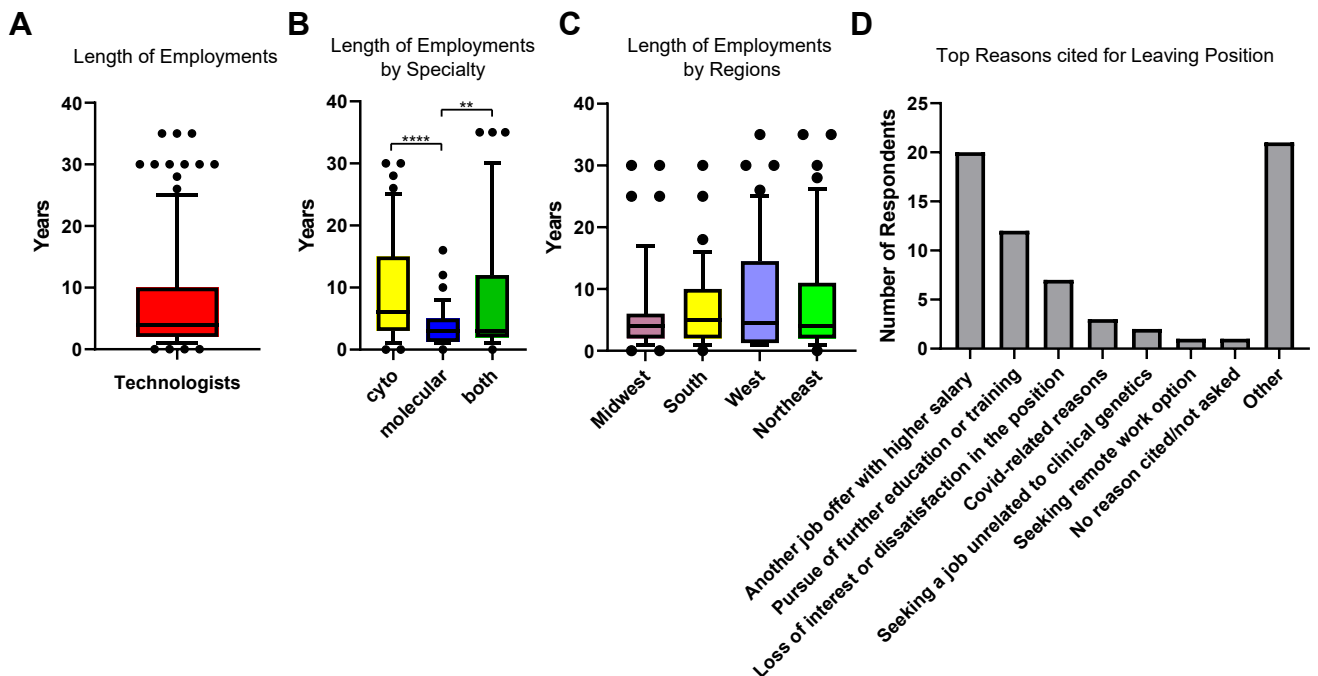 A
Length of Employments
Years
40
30
20
10
0
Technologists
B
Length of Employments
by Specialty
Years
40
30
20
10
0
****
**
cyto
molecular
both
C
Length of Employments
by Regions
Years
40
30
20
10
0
Midwest
South
West
Northeast
D
Top Reasons cited for Leaving Position
Number of Respondents
25
20
15
10
5
0
Another job offer with higher salary
Pursue of further education or training
Loss of interest or dissatisfaction in the position
Covid-related reasons
Seeking a job unrelated to clinical genetics
Seeking remote work option
No reason cited/not asked
Other